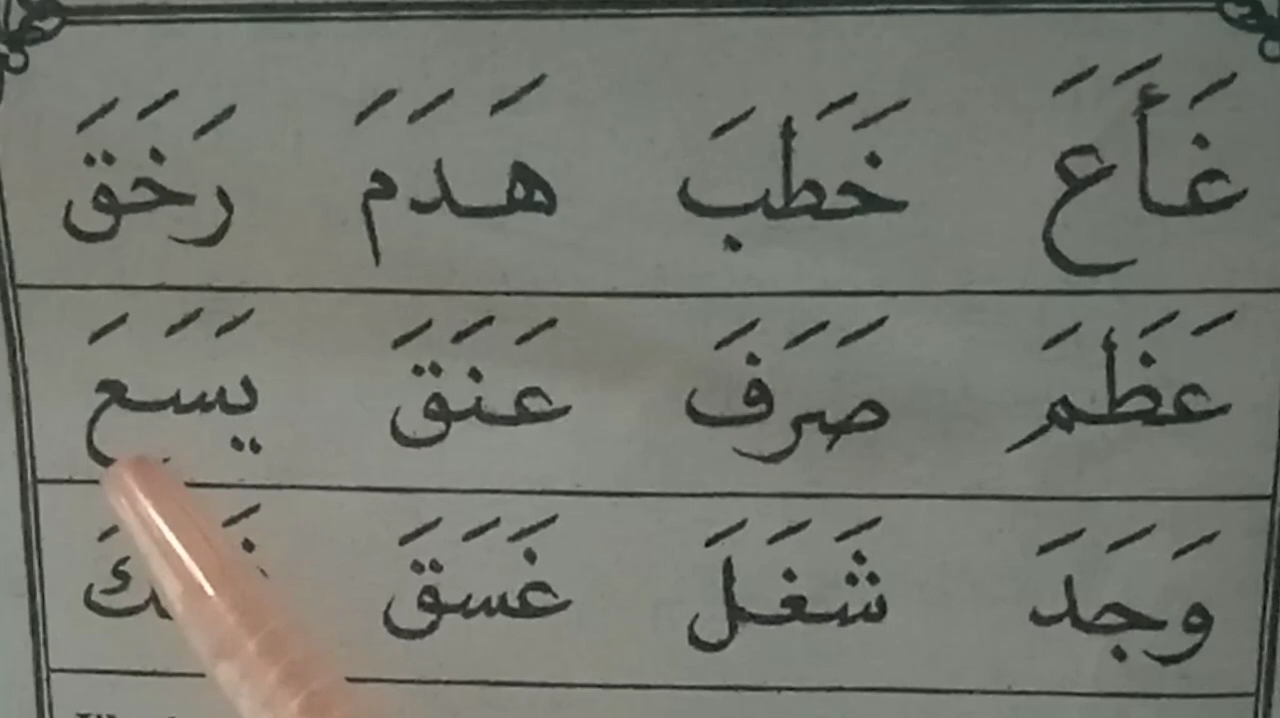 غَأَعَ خَطَبَ هَدَمَ رَخَقَ
عَظَمَ صَرَفَ عَنَقَ يَسَعَ
وَجَدَ شَغَلَ غَسَقَ